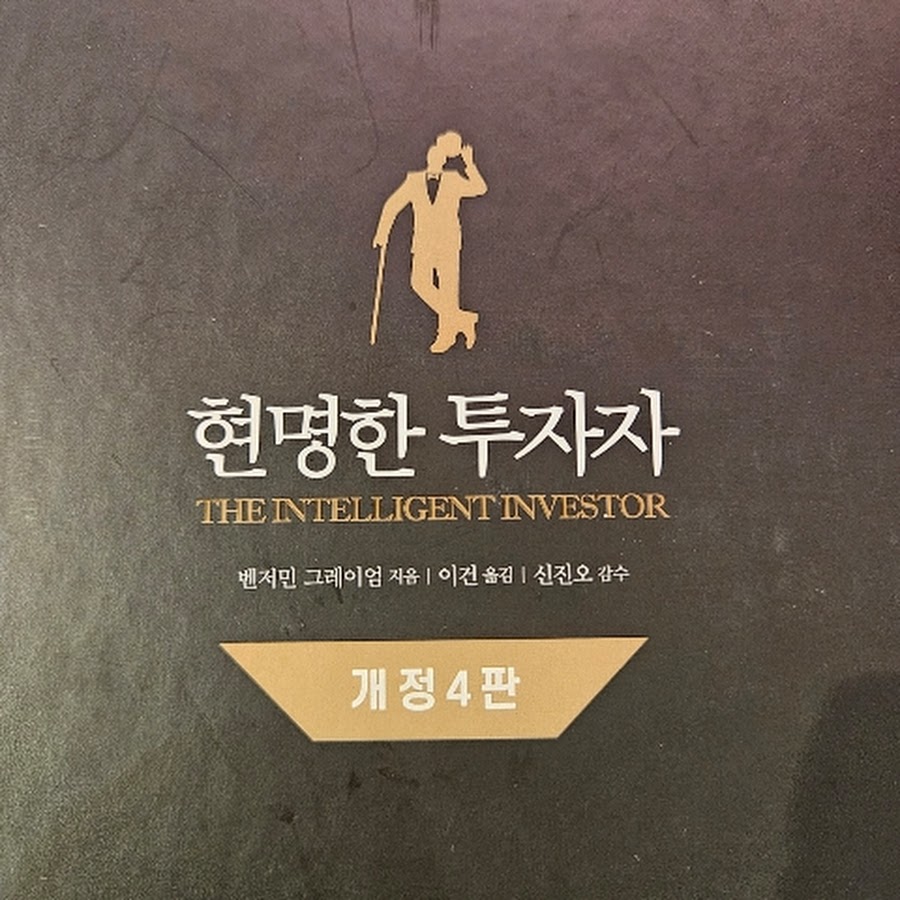 현명한 투자자
THE INTELLIGENT INVESTOR
벤저민 그레이엄 지음 | 이건 옮김 | 신진오 감수
개정4판